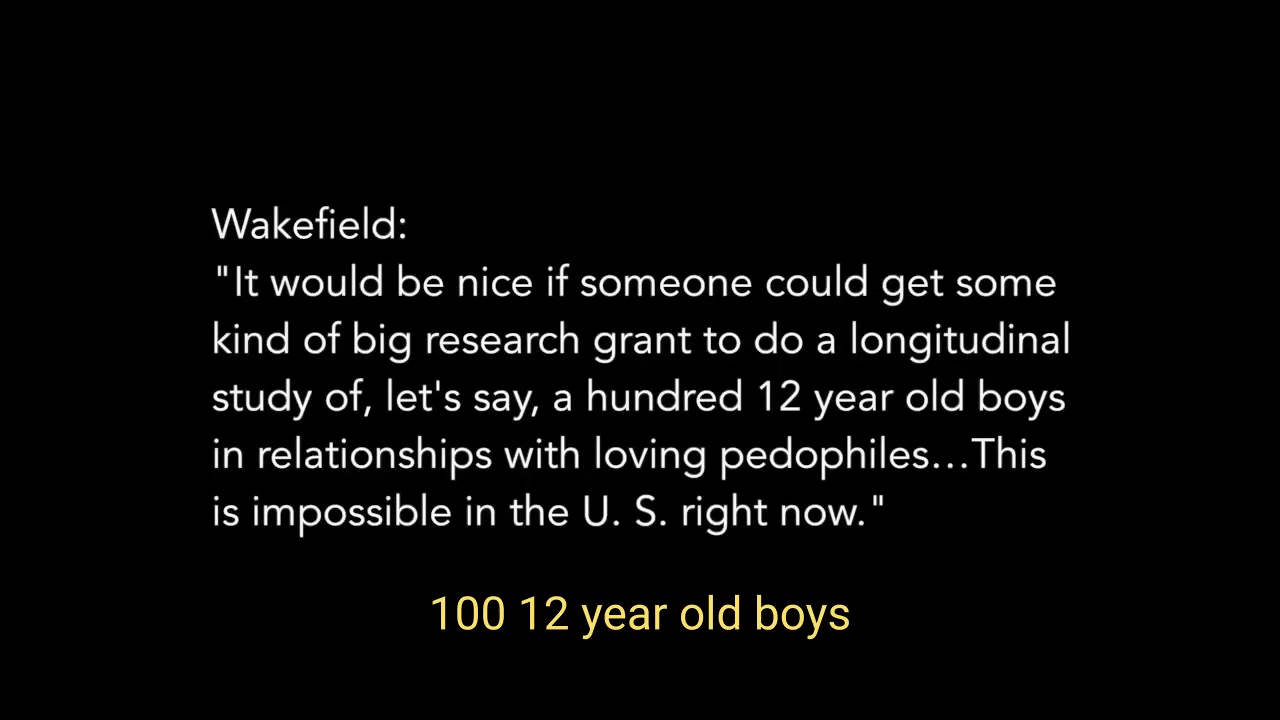 Wakefield:
"It would be nice if someone could get some
kind of big research grant to do a longitudinal
study of, let's say, a hundred 12 year old boys
in relationships with loving pedophiles...This
is impossible in the U. S. right now."
100 12 year old boys